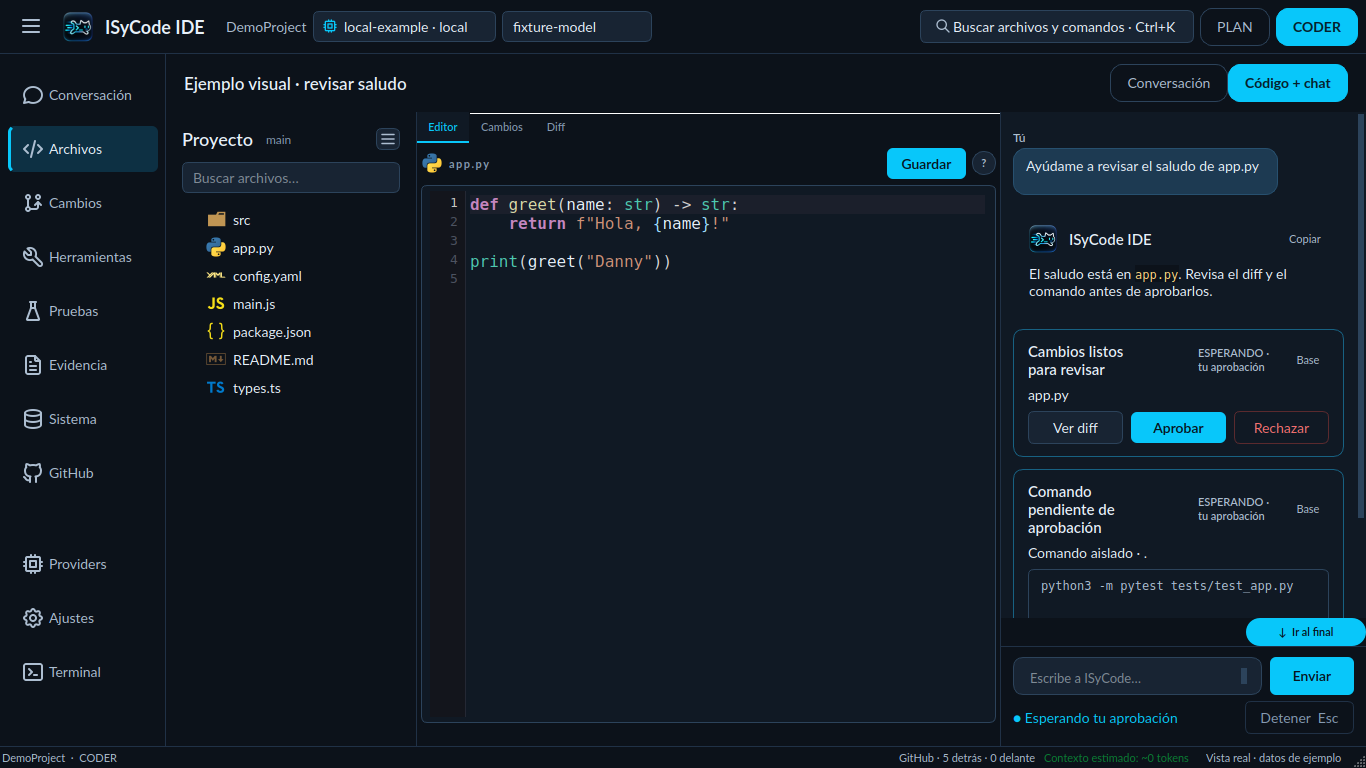 ISyCode IDE
DemoProject
local-example · local
fixture-model
Buscar archivos y comandos · Ctrl+K
PLAN
CODER
Conversación
Archivos
Cambios
Herramientas
Pruebas
Evidencia
Sistema
GitHub
Providers
Ajustes
Terminal
Ejemplo visual · revisar saludo
Conversación
Código + chat
Proyecto main
Buscar archivos...
src
app.py
config.yaml
JS main.js
{ } package.json
M↓ README.md
TS types.ts
Editor
Cambios
Diff
app.py
Guardar
?
1 def greet(name: str) -> str:
2     return f"Hola, {name}!"
3
4 print(greet("Danny"))
5
Tú
Ayúdame a revisar el saludo de app.py
ISyCode IDE
Copiar
El saludo está en app.py. Revisa el diff y el
comando antes de aprobarlos.
Cambios listos
para revisar
ESPERANDO ·
tu aprobación
Base
app.py
Ver diff
Aprobar
Rechazar
Comando
pendiente de
aprobación
ESPERANDO ·
tu aprobación
Base
Comando aislado · .
python3 -m pytest tests/test_app.py
↓ Ir al final
Escribe a ISyCode...
Enviar
Esperando tu aprobación
Detener Esc
DemoProject · CODER
GitHub · 5 detrás · 0 delante
Contexto estimado: ~0 tokens
Vista real · datos de ejemplo